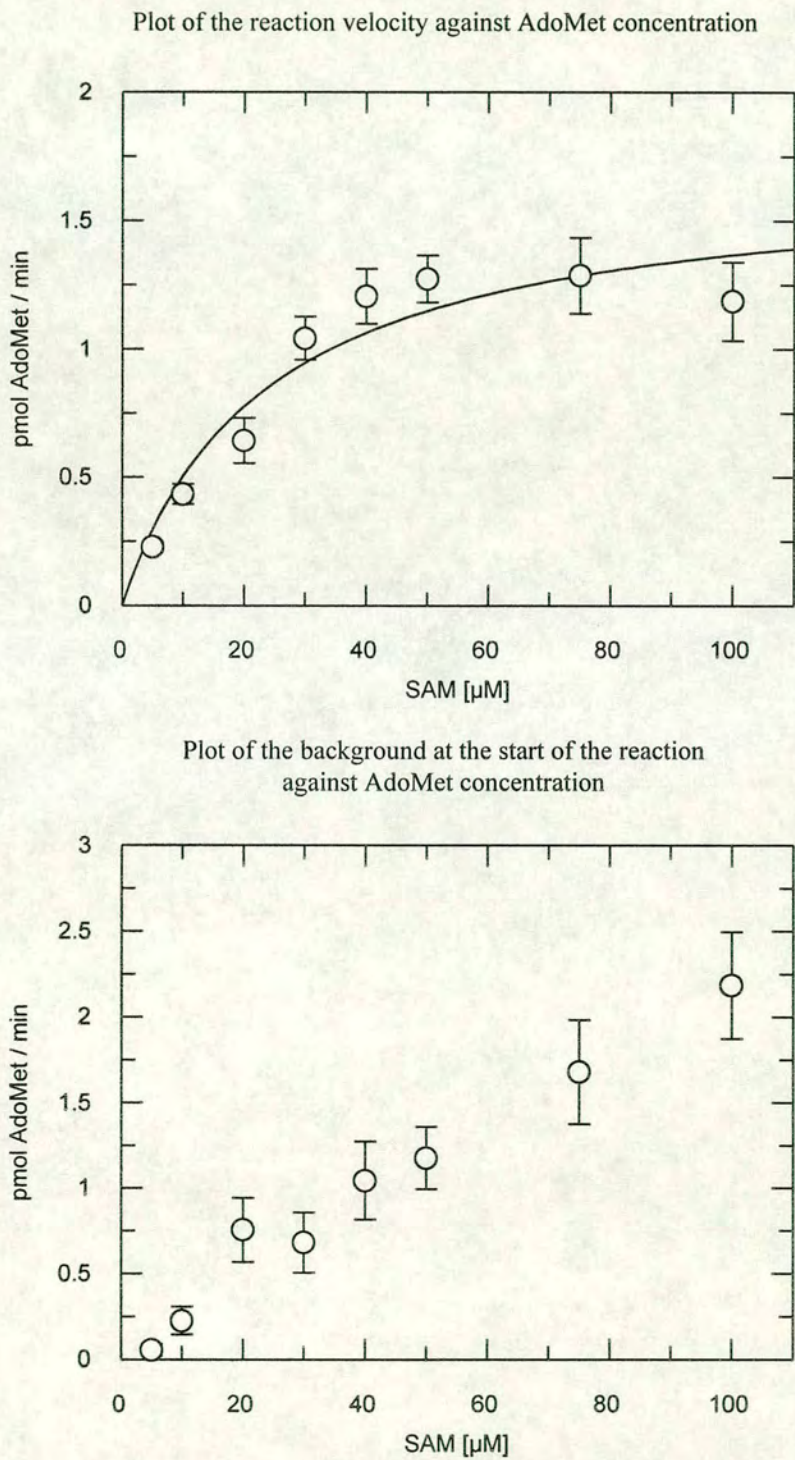 Plot of the reaction velocity against AdoMet concentration
2
1.5
1
0.5
0
pmol AdoMet / min
0 20 40 60 80 100
SAM [µM]
Plot of the background at the start of the reaction
against AdoMet concentration
3
2.5
2
1.5
1
0.5
0
pmol AdoMet / min
0 20 40 60 80 100
SAM [µM]